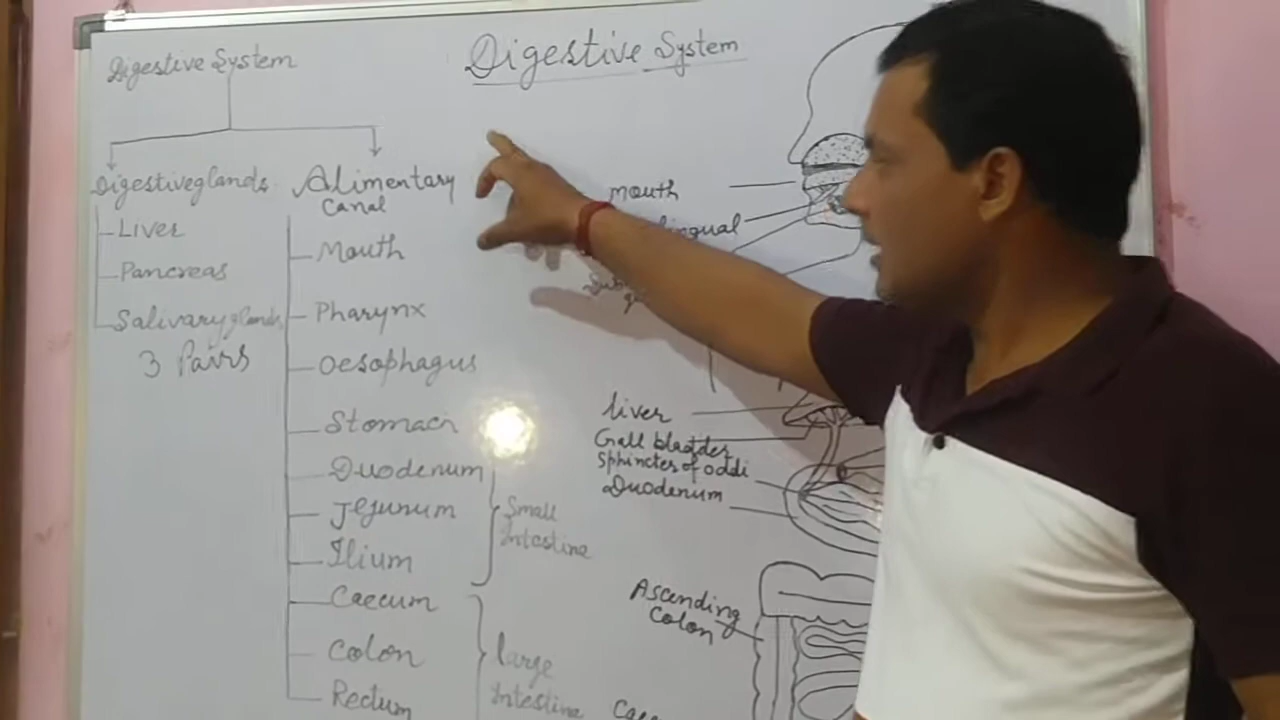 Digestive System
Digestive System
Digestiveglands
Liver
Pancreas
Salivaryglands
3 Pairs
Alimentary
Canal
Mouth
Pharynx
Oesophagus
Stomach
Duodenum
Jejunum
Ilium
Small
Intestine
Caecum
Colon
Rectum
large
Intestine
mouth
liver
Gall bladder
Sphincter of oddi
Duodenum
Ascending
Colon